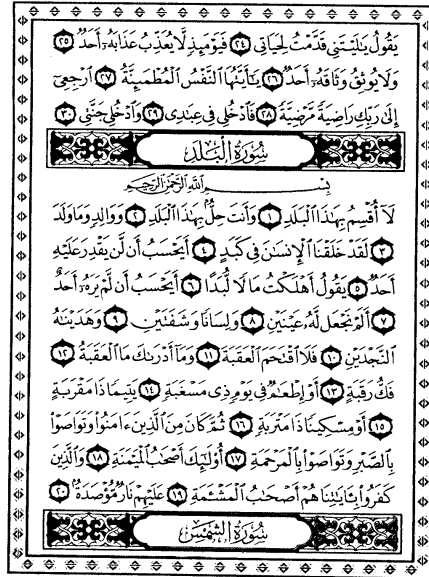 يَقُولُ يَٰلَيْتَنِي قَدَّمْتُ لِحَيَاتِي ٢٤ فَيَوْمَئِذٍ لَّا يُعَذِّبُ عَذَابَهُۥٓ أَحَدٌ ٢٥
وَلَا يُوثِقُ وَثَاقَهُۥٓ أَحَدٌ ٢٦ يَٰٓأَيَّتُهَا ٱلنَّفْسُ ٱلْمُطْمَئِنَّةُ ٢٧ ٱرْجِعِىٓ
إِلَىٰ رَبِّكِ رَاضِيَةً مَّرْضِيَّةً ٢٨ فَٱدْخُلِى فِى عِبَٰدِى ٢٩ وَٱدْخُلِى جَنَّتِى ٣٠
سُورَةُ الْبَلَدِ
بِسْمِ ٱللَّهِ ٱلرَّحْمَٰنِ ٱلرَّحِيمِ
لَآ أُقْسِمُ بِهَٰذَا ٱلْبَلَدِ ١ وَأَنتَ حِلٌّۢ بِهَٰذَا ٱلْبَلَدِ ٢ وَوَالِدٍ وَمَا وَلَدَ
٣ لَقَدْ خَلَقْنَا ٱلْإِنسَٰنَ فِى كَبَدٍ ٤ أَيَحْسَبُ أَن لَّن يَقْدِرَ عَلَيْهِ
أَحَدٌ ٥ يَقُولُ أَهْلَكْتُ مَالًا لُّبَدًا ٦ أَيَحْسَبُ أَن لَّمْ يَرَهُۥٓ أَحَدٌ
٧ أَلَمْ نَجْعَل لَّهُۥ عَيْنَيْنِ ٨ وَلِسَانًا وَشَفَتَيْنِ ٩ وَهَدَيْنَٰهُ
ٱلنَّجْدَيْنِ ١٠ فَلَا ٱقْتَحَمَ ٱلْعَقَبَةَ ١١ وَمَآ أَدْرَىٰكَ مَا ٱلْعَقَبَةُ ١٢
فَكُّ رَقَبَةٍ ١٣ أَوْ إِطْعَٰمٌ فِى يَوْمٍ ذِى مَسْغَبَةٍ ١٤ يَتِيمًا ذَا مَقْرَبَةٍ
١٥ أَوْ مِسْكِينًا ذَا مَتْرَبَةٍ ١٦ ثُمَّ كَانَ مِنَ ٱلَّذِينَ ءَامَنُوا۟ وَتَوَاصَوْا۟
بِٱلصَّبْرِ وَتَوَاصَوْا۟ بِٱلْمَرْحَمَةِ ١٧ أُو۟لَٰٓئِكَ أَصْحَٰبُ ٱلْمَيْمَنَةِ ١٨ وَٱلَّذِينَ
كَفَرُوا۟ بِـَٔايَٰتِنَا هُمْ أَصْحَٰبُ ٱلْمَشْـَٔمَةِ ١٩ عَلَيْهِمْ نَارٌ مُّؤْصَدَةٌۢ ٢٠
سُورَةُ الشَّمْسِ